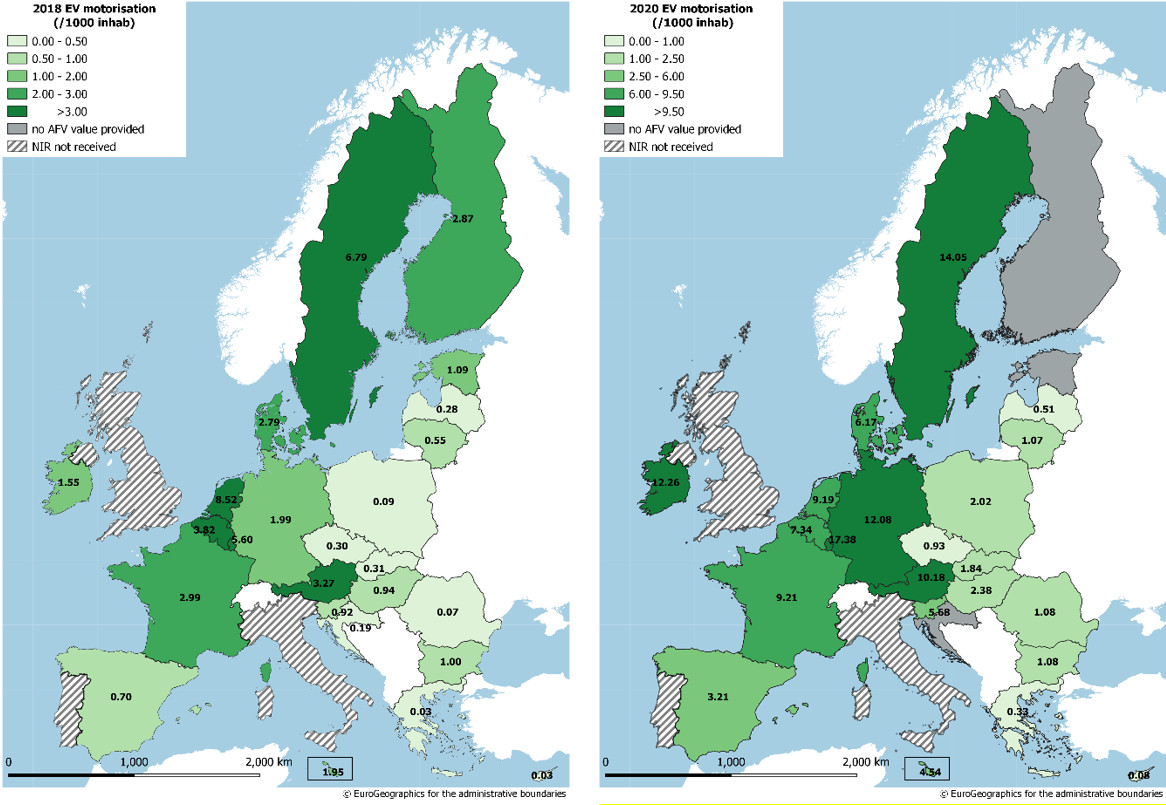 2018 EV motorisation
(/1000 inhab)
0.00 - 0.50
0.50 - 1.00
1.00 - 2.00
2.00 - 3.00
>3.00
no AFV value provided
NIR not received
2.87
6.79
1.09
0.28
2.79
0.55
1.55
8.52
0.09
1.99
3.82
5.60
0.30
0.31
3.27
0.94
2.99
0.92
0.07
0.19
1.00
0.70
0.03
0
1,000
2,000 km
1.95
0.03
© EuroGeographics for the administrative boundaries
2020 EV motorisation
(/1000 inhab)
0.00 - 1.00
1.00 - 2.50
2.50 - 6.00
6.00 - 9.50
>9.50
no AFV value provided
NIR not received
14.05
0.51
6.17
1.07
12.26
9.19
2.02
12.08
7.34
17.38
0.93
1.84
10.18
2.38
9.21
5.68
1.08
1.08
3.21
0.33
0
1,000
2,000 km
4.54
0.08
© EuroGeographics for the administrative boundaries